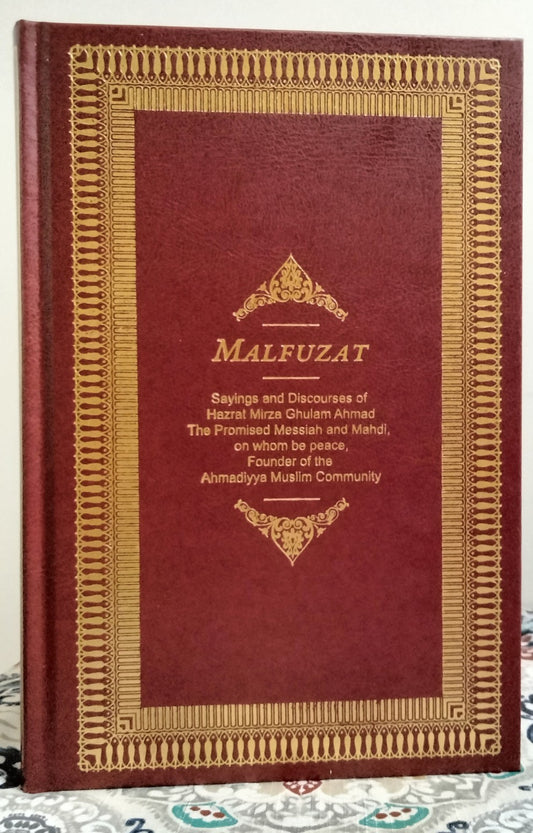 MALFUZAT
Sayings and Discourses of
Hazrat Mirza Ghulam Ahmad
The Promised Messiah and Mahdi,
on whom be peace,
Founder of the
Ahmadiyya Muslim Community